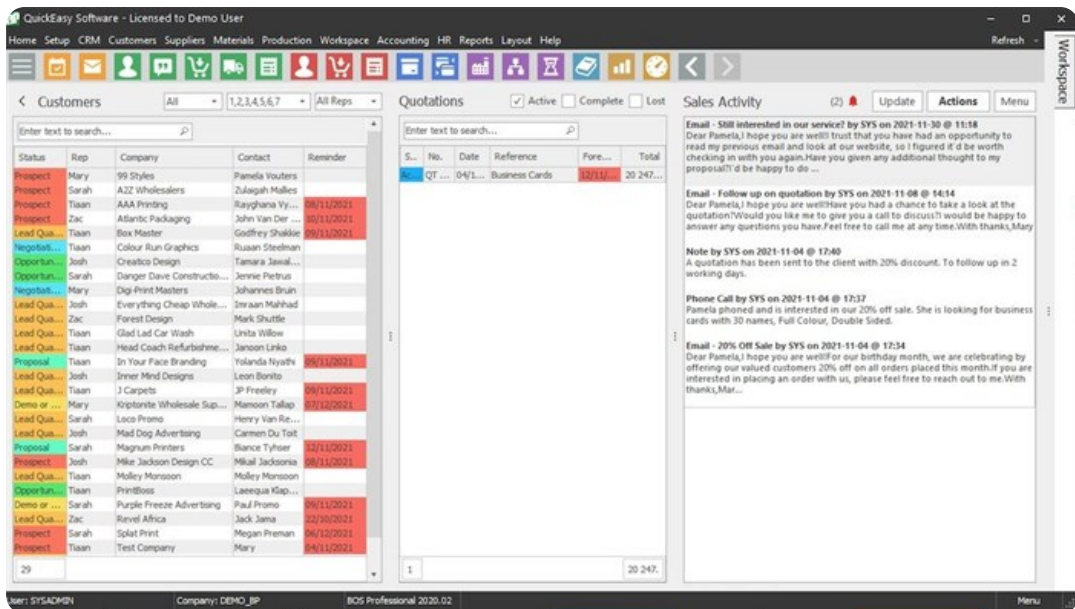 QuickEasy Software - Licensed to Demo User
Home Setup CRM Customers Suppliers Materials Production Workspace Accounting HR Reports Layout Help Refresh
Workspace
Customers All 1,2,3,4,5,6,7 All Reps
Enter text to search...
Status Rep Company Contact Reminder
Prospect Mary 99 Styles Pamela Vouters
Prospect Sarah A2Z Wholesalers Zulaigah Mallies
Prospect Tiaan AAA Printing Rayghana Vy... 08/11/2021
Prospect Zac Atlantic Packaging John Van Der ... 10/11/2021
Lead Qua... Tiaan Box Master Godfrey Shakkie 09/11/2021
Negotiati... Tiaan Colour Run Graphics Ruaan Steelman
Opportun... Josh Creatico Design Tamara Jawal...
Opportun... Sarah Danger Dave Constructio... Jennie Pietrus
Negotiati... Mary Digi-Print Masters Johannes Bruin
Lead Qua... Josh Everything Cheap Whole... Imraan Mahhad
Lead Qua... Zac Forest Design Mark Shuttle
Lead Qua... Tiaan Glad Lad Car Wash Unita Willow
Lead Qua... Tiaan Head Coach Refurbishme... Janoon Linko
Proposal Tiaan In Your Face Branding Yolanda Nyathi 09/11/2021
Lead Qua... Josh Inner Mind Designs Leon Bonito
Lead Qua... Tiaan J Carpets JP Freeley 09/11/2021
Demo or ... Mary Kriptonite Wholesale Sup... Mamoon Tallap 07/12/2021
Lead Qua... Sarah Loco Promo Henry Van Re...
Lead Qua... Josh Mad Dog Advertising Carmen Du Toit
Proposal Sarah Magnum Printers Biance Tyhser 12/11/2021
Prospect Josh Mike Jackson Design CC Mikail Jacksonia 08/11/2021
Lead Qua... Tiaan Molley Monsoon Molley Monsoon
Opportun... Tiaan PrintBoss Laeequa Klap...
Demo or ... Sarah Purple Freeze Advertising Paul Promo 09/11/2021
Lead Qua... Zac Revel Africa Jack Jama 22/10/2021
Prospect Sarah Splat Print Megan Preman 06/12/2021
Prospect Tiaan Test Company Mary 04/11/2021
29
Quotations Active Complete Lost
Enter text to search...
S... No. Date Reference Fore... Total
Ac... QT ... 04/1... Business Cards 12/11/... 20 247...
1 20 247.
Sales Activity (2) Update Actions Menu
Email - Still interested in our service? by SYS on 2021-11-30 @ 11:18
Dear Pamela,I hope you are well!I trust that you have had an opportunity to
read my previous email and look at our website, so I figured it`d be worth
checking in with you again.Have you given any additional thought to my
proposal?I`d be happy to do ...
Email - Follow up on quotation by SYS on 2021-11-08 @ 14:14
Dear Pamela,I hope you are well!Have you had a chance to take a look at the
quotation?Would you like me to give you a call to discuss?I would be happy to
answer any questions you have.Feel free to call me at any time.With thanks,Mary
Note by SYS on 2021-11-04 @ 17:40
A quotation has been sent to the client with 20% discount. To follow up in 2
working days.
Phone Call by SYS on 2021-11-04 @ 17:37
Pamela phoned and is interested in our 20% off sale. She is looking for business
cards with 30 names, Full Colour, Double Sided.
Email - 20% Off Sale by SYS on 2021-11-04 @ 17:34
Dear Pamela,I hope you are well!For our birthday month, we are celebrating by
offering our valued customers 20% off on all orders placed this month.If you are
interested in placing an order with us, please feel free to reach out to me.With
thanks,Mar...
User: SYSADMIN Company: DEMO_BP BOS Professional 2020.02 Menu